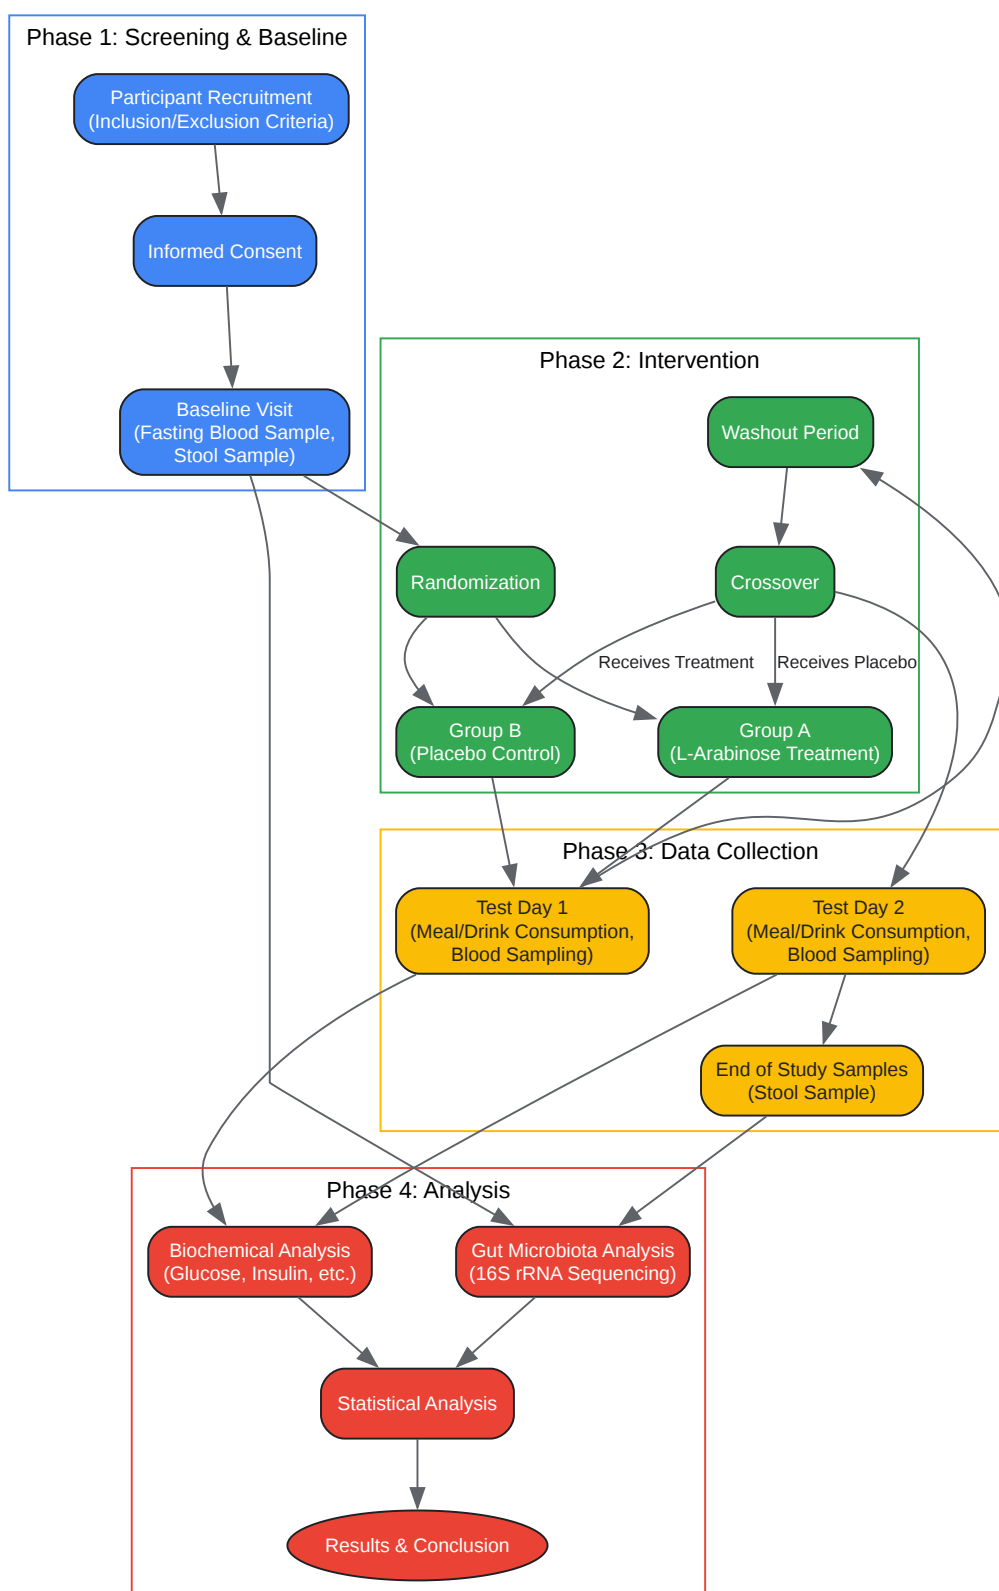 Phase 1: Screening & Baseline
Participant Recruitment
(Inclusion/Exclusion Criteria)
Informed Consent
Baseline Visit
(Fasting Blood Sample,
Stool Sample)
Phase 2: Intervention
Washout Period
Randomization
Crossover
Receives Treatment
Receives Placebo
Group B
(Placebo Control)
Group A
(L-Arabinose Treatment)
Phase 3: Data Collection
Test Day 1
(Meal/Drink Consumption,
Blood Sampling)
Test Day 2
(Meal/Drink Consumption,
Blood Sampling)
End of Study Samples
(Stool Sample)
Phase 4: Analysis
Biochemical Analysis
(Glucose, Insulin, etc.)
Gut Microbiota Analysis
(16S rRNA Sequencing)
Statistical Analysis
Results & Conclusion